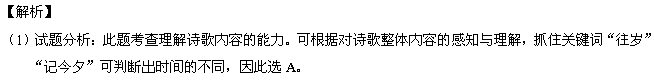 【解析】
(1)试题分析：此题考查理解诗歌内容的能力。可根据对诗歌整体内容的感知与理解，抓住关键词“往岁”
“记今夕”可判断出时间的不同，因此选 A。